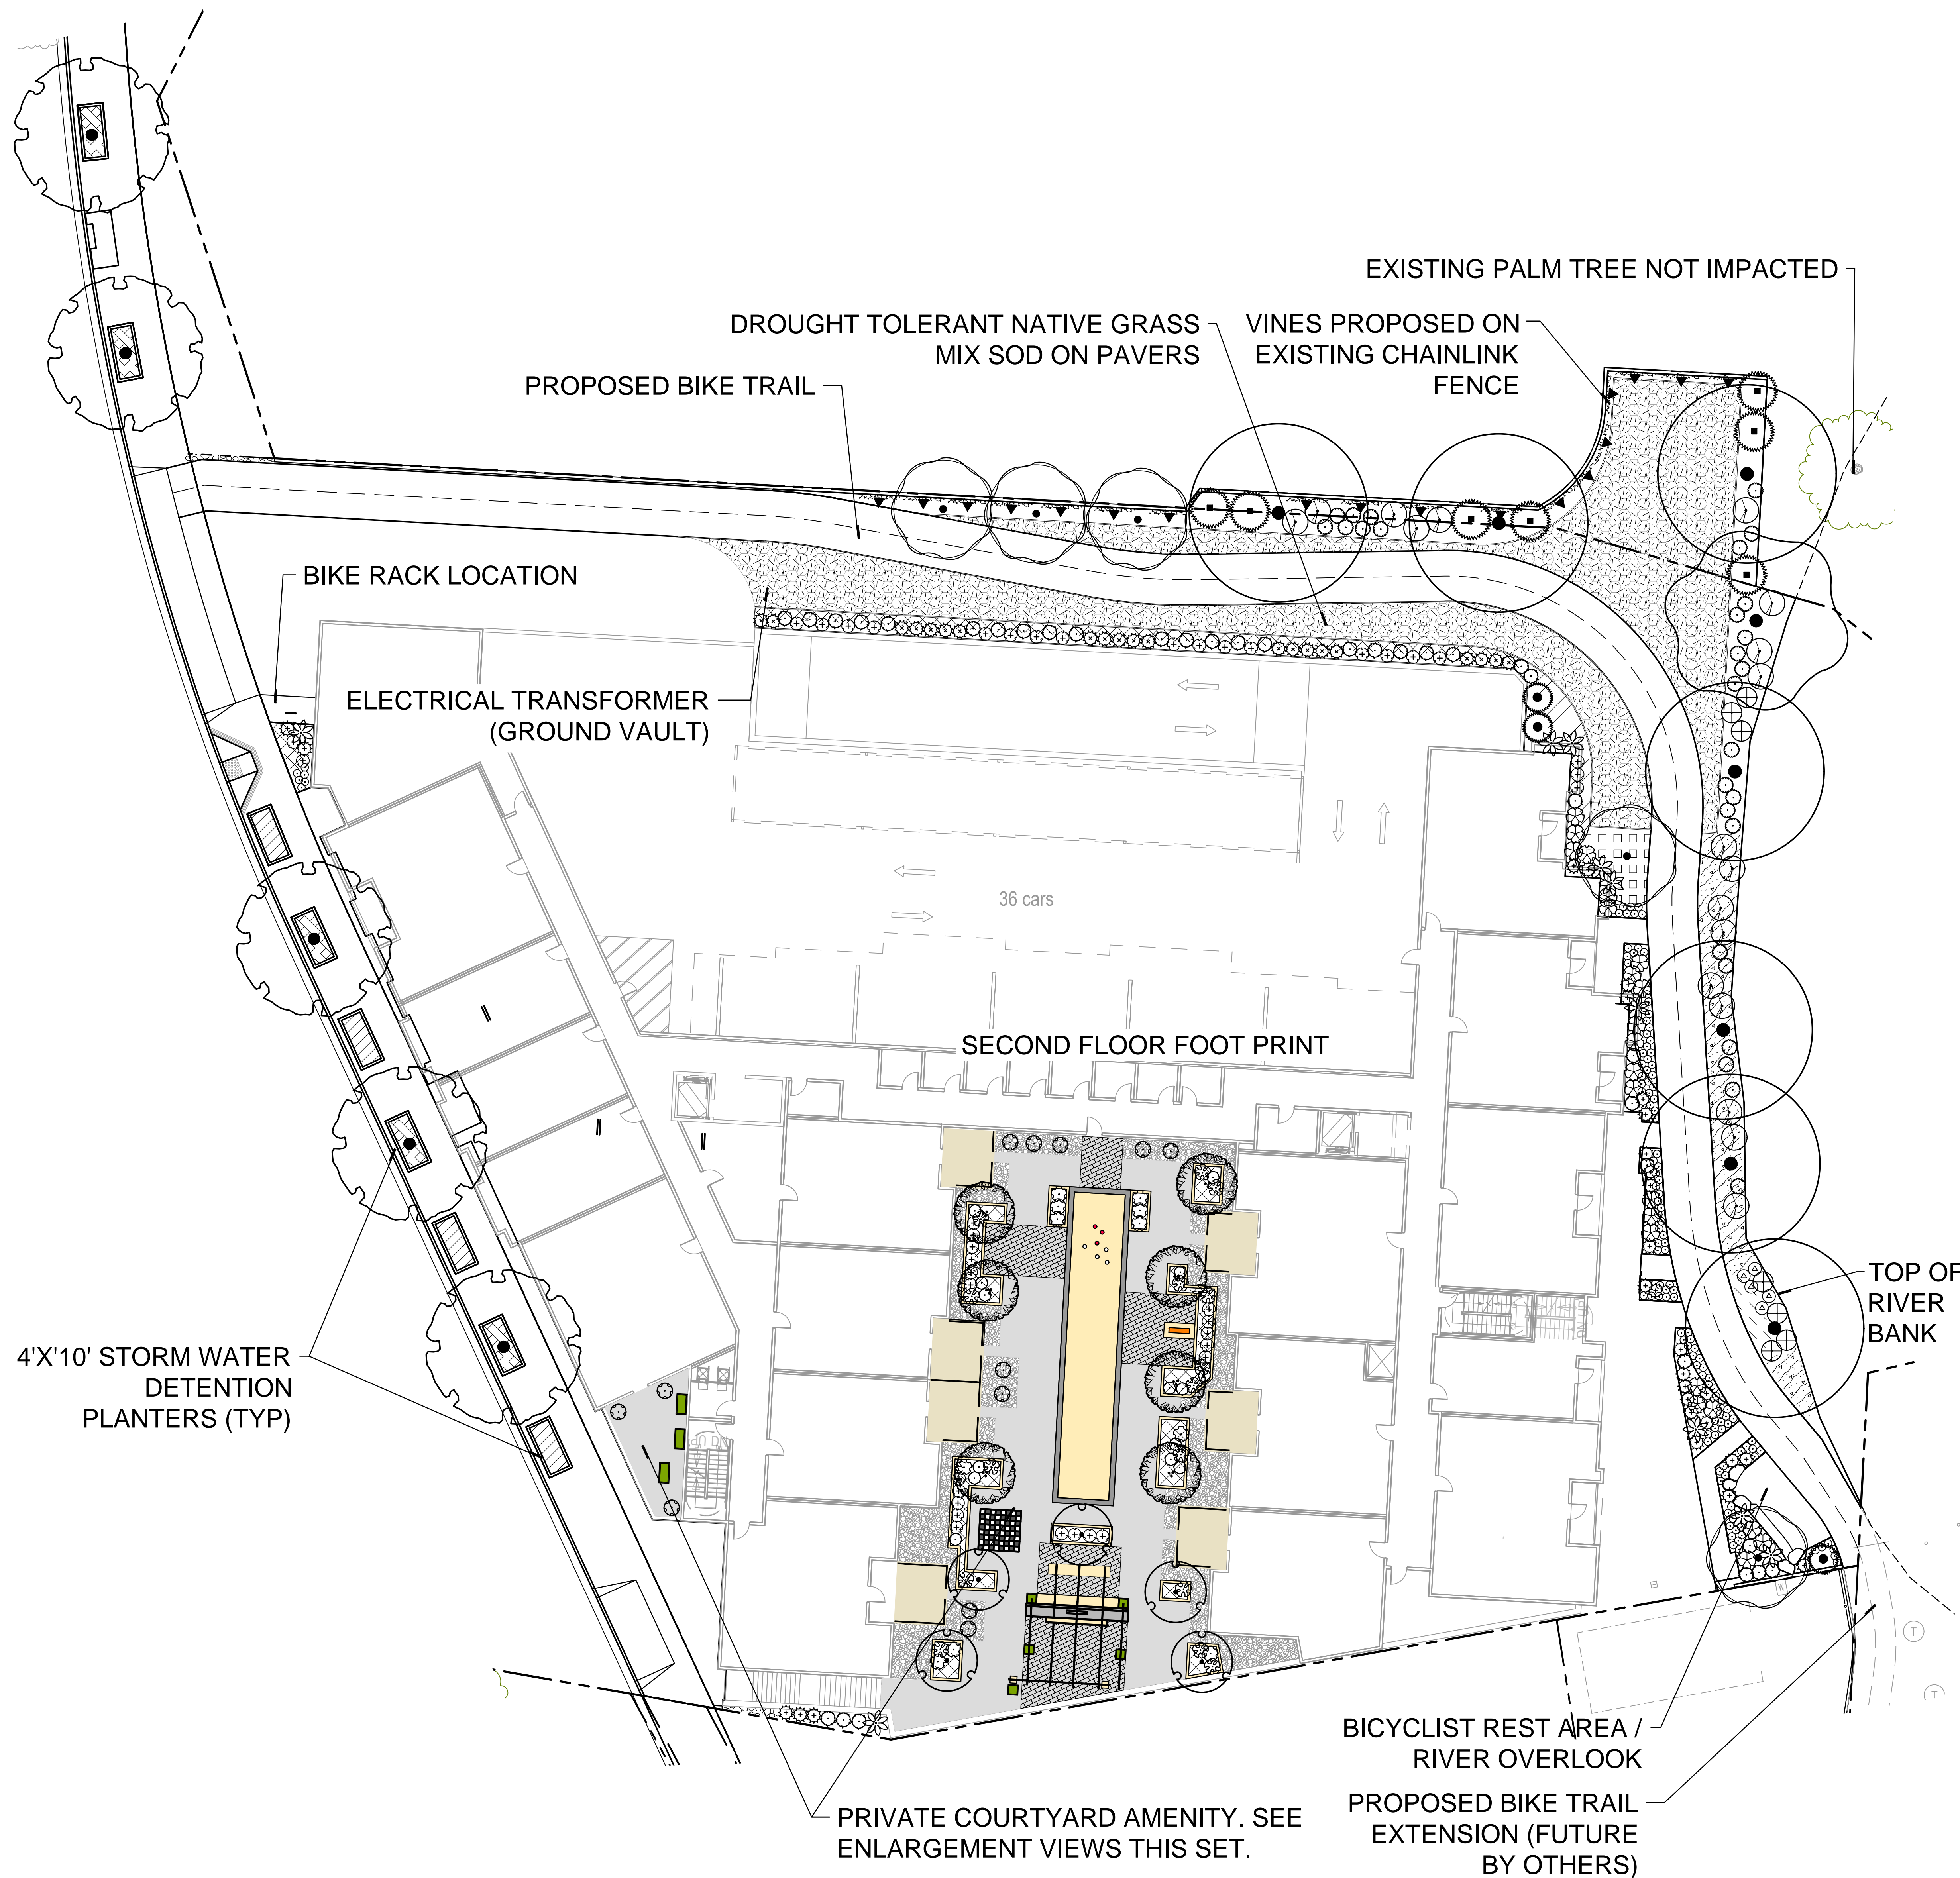 EXISTING PALM TREE NOT IMPACTED
DROUGHT TOLERANT NATIVE GRASS
MIX SOD ON PAVERS
VINES PROPOSED ON
EXISTING CHAINLINK
FENCE
PROPOSED BIKE TRAIL
BIKE RACK LOCATION
ELECTRICAL TRANSFORMER
(GROUND VAULT)
36 cars
SECOND FLOOR FOOT PRINT
TOP OF
RIVER
BANK
4'X'10' STORM WATER
DETENTION
PLANTERS (TYP)
W
T
T
BICYCLIST REST AREA /
RIVER OVERLOOK
PROPOSED BIKE TRAIL
EXTENSION (FUTURE
BY OTHERS)
PRIVATE COURTYARD AMENITY. SEE
ENLARGEMENT VIEWS THIS SET.